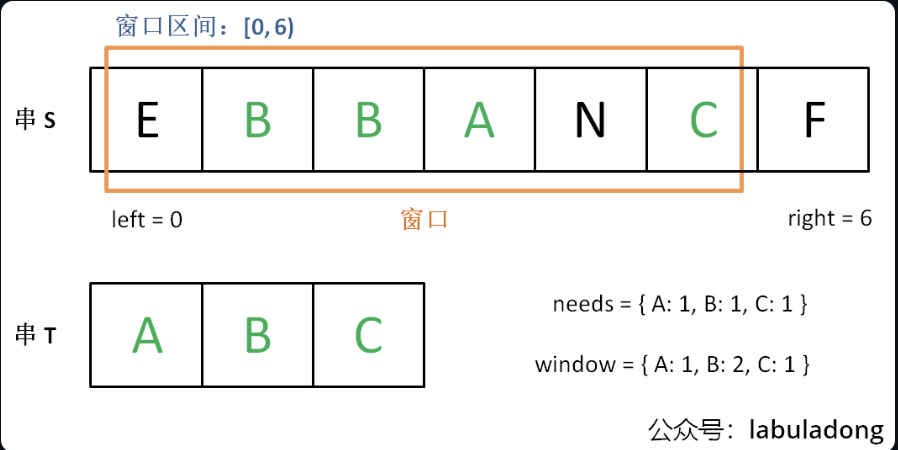 窗口区间：[0, 6)
串 S
E B B A N C F
left = 0
窗口
right = 6
串 T
A B C
needs = { A: 1, B: 1, C: 1 }
window = { A: 1, B: 2, C: 1 }
公众号：labuladong